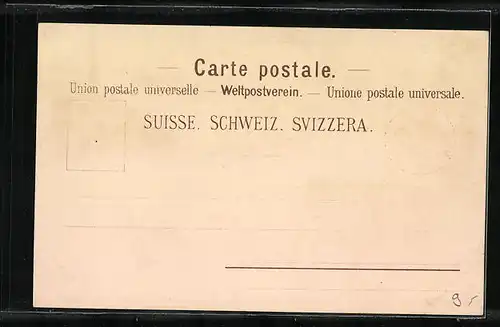 — Carte postale. —
Union postale universelle — Weltpostverein. — Unione postale universale.
SUISSE. SCHWEIZ. SVIZZERA.